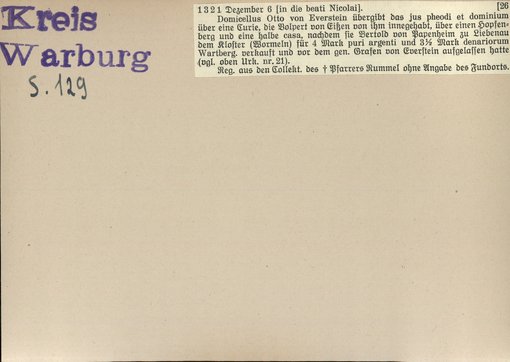 Kreis
Warburg
S. 129
1321 Dezember 6 [in die beati Nicolai]. [26
Domicellus Otto von Everstein übergibt das jus pheodi et dominium
über eine Curie, die Volpert von Eißen von ihm innegehabt, über einen Hopfen-
berg und eine halbe casa, nachdem sie Bertold von Papenheim zu Liebenau
dem Kloster (Wormeln) für 4 Mark puri argenti und 3½ Mark denariorum
Wartberg. verkauft und vor dem gen. Grafen von Everstein aufgelassen hatte
(vgl. oben Urk. nr. 21).
Reg. aus den Collekt. des † Pfarrers Rummel ohne Angabe des Fundorts.